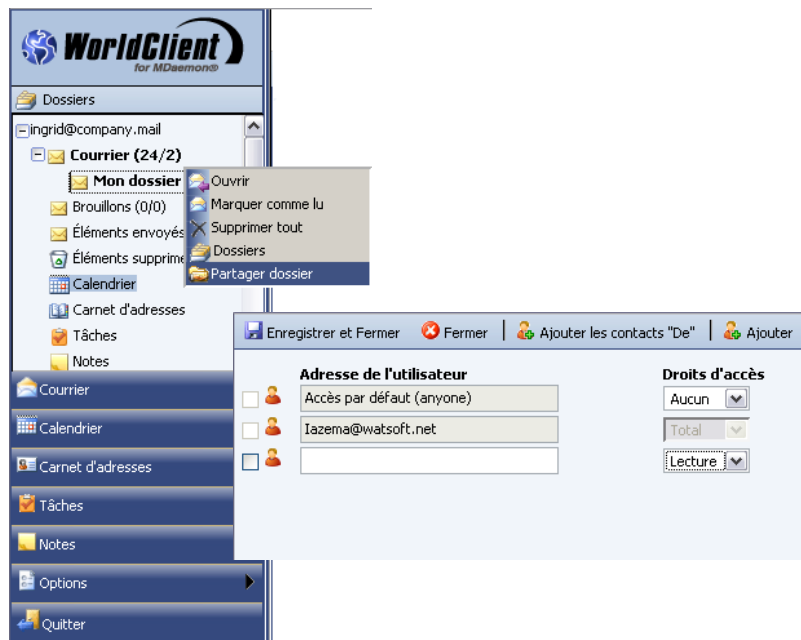 WorldClient
for MDaemon®
Dossiers
ingrid@company.mail
Courrier (24/2)
Mon dossier
Brouillons (0/0)
Éléments envoyés
Éléments supprime
Calendrier
Carnet d'adresses
Tâches
Notes
Ouvrir
Marquer comme lu
Supprimer tout
Dossiers
Partager dossier
Courrier
Calendrier
Carnet d'adresses
Tâches
Notes
Options
Quitter
Enregistrer et Fermer Fermer Ajouter les contacts "De" Ajouter
Adresse de l'utilisateur Droits d'accès
Accès par défaut (anyone) Aucun
Iazema@watsoft.net Total
Lecture